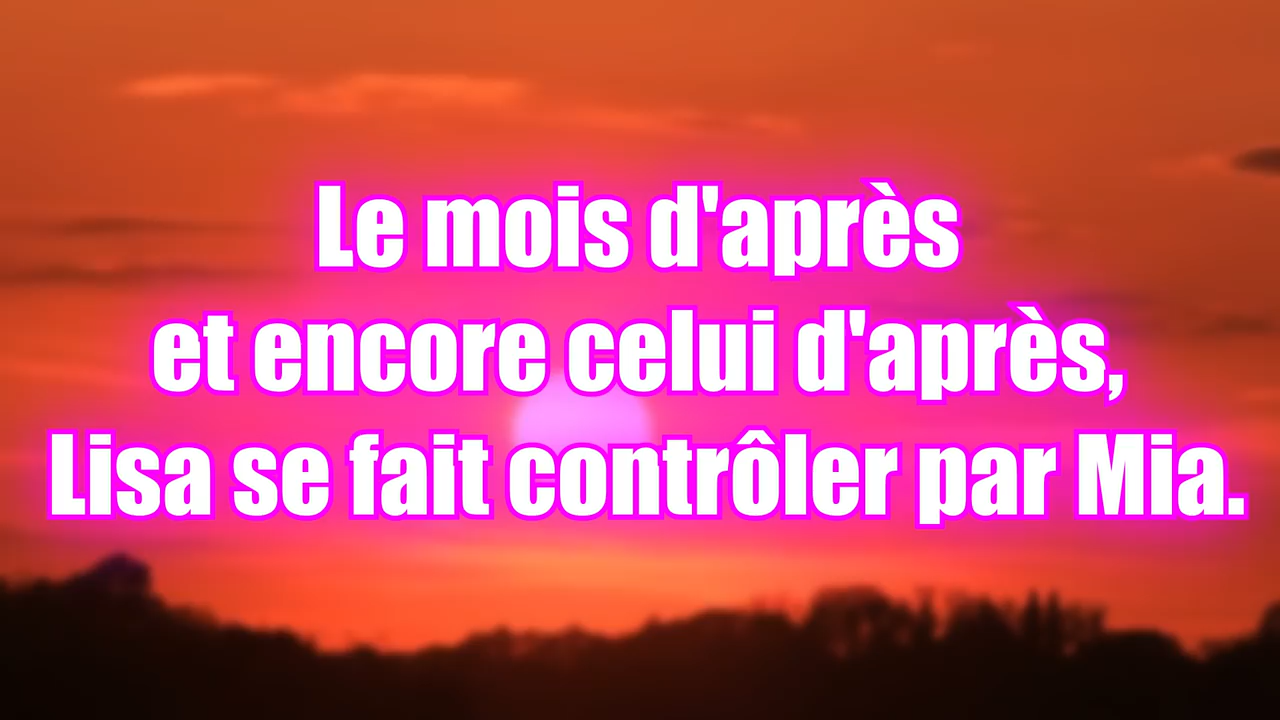 Le mois d'après
et encore celui d'après,
Lisa se fait contrôler par Mia.